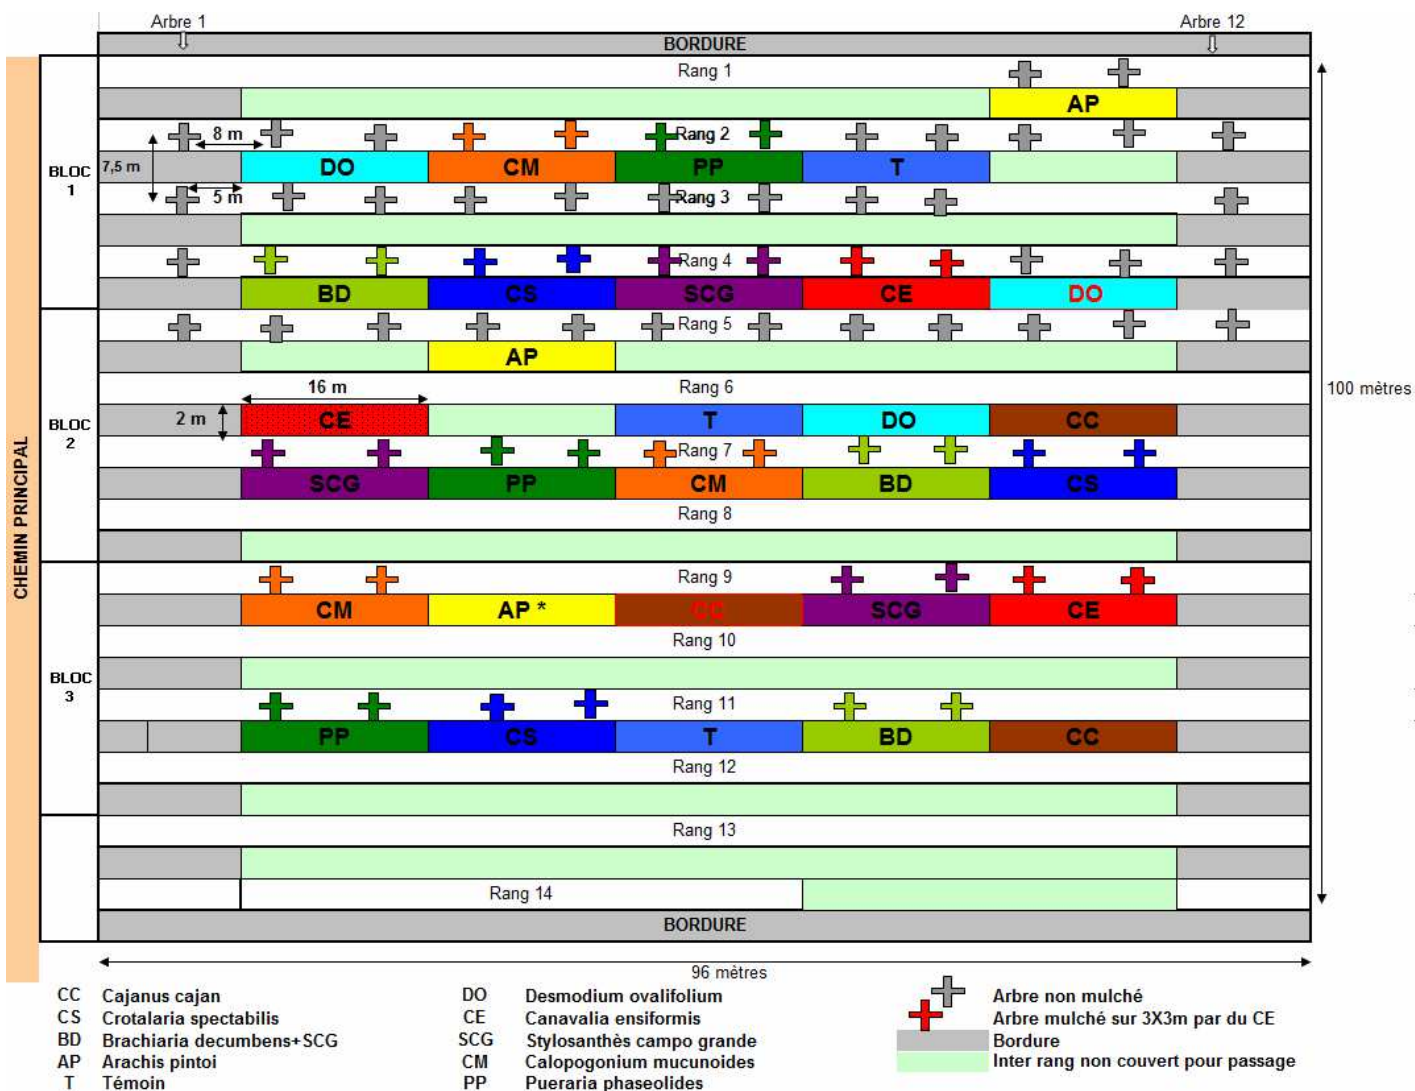 Arbre 1
Arbre 12
BORDURE
Rang 1
AP
8 m
Rang 2
BLOC 1
7,5 m
DO
CM
PP
T
5 m
Rang 3
Rang 4
BD
CS
SCG
CE
DO
Rang 5
AP
16 m
Rang 6
100 mètres
CHEMIN PRINCIPAL
BLOC 2
2 m
CE
T
DO
CC
Rang 7
SCG
PP
CM
BD
CS
Rang 8
Rang 9
CM
AP *
CC
SCG
CE
Rang 10
BLOC 3
Rang 11
PP
CS
T
BD
CC
Rang 12
Rang 13
Rang 14
BORDURE
96 mètres
CC Cajanus cajan
CS Crotalaria spectabilis
BD Brachiaria decumbens+SCG
AP Arachis pintoi
T Témoin
DO Desmodium ovalifolium
CE Canavalia ensiformis
SCG Stylosanthès campo grande
CM Calopogonium mucunoides
PP Pueraria phaseolides
Arbre non mulché
Arbre mulché sur 3X3m par du CE
Bordure
Inter rang non couvert pour passage